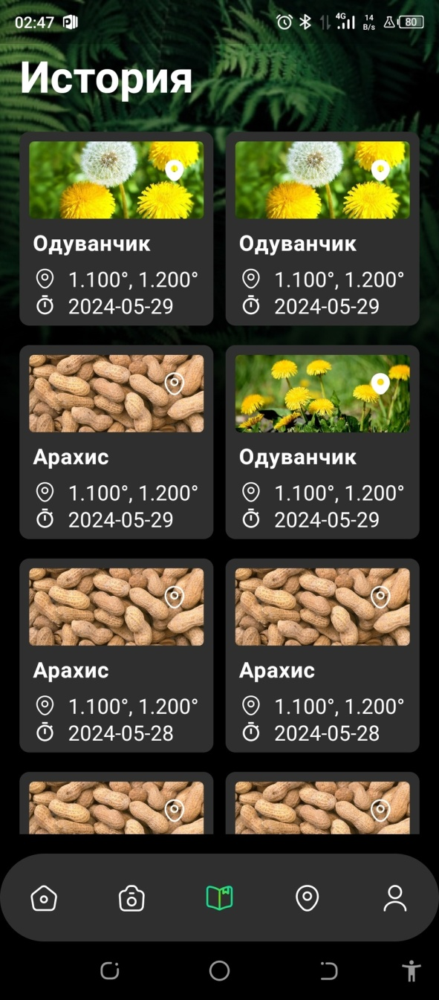 02:47
4G
14
B/s
80
История
Одуванчик
1.100°, 1.200°
2024-05-29
Одуванчик
1.100°, 1.200°
2024-05-29
Арахис
1.100°, 1.200°
2024-05-29
Одуванчик
1.100°, 1.200°
2024-05-29
Арахис
1.100°, 1.200°
2024-05-28
Арахис
1.100°, 1.200°
2024-05-28